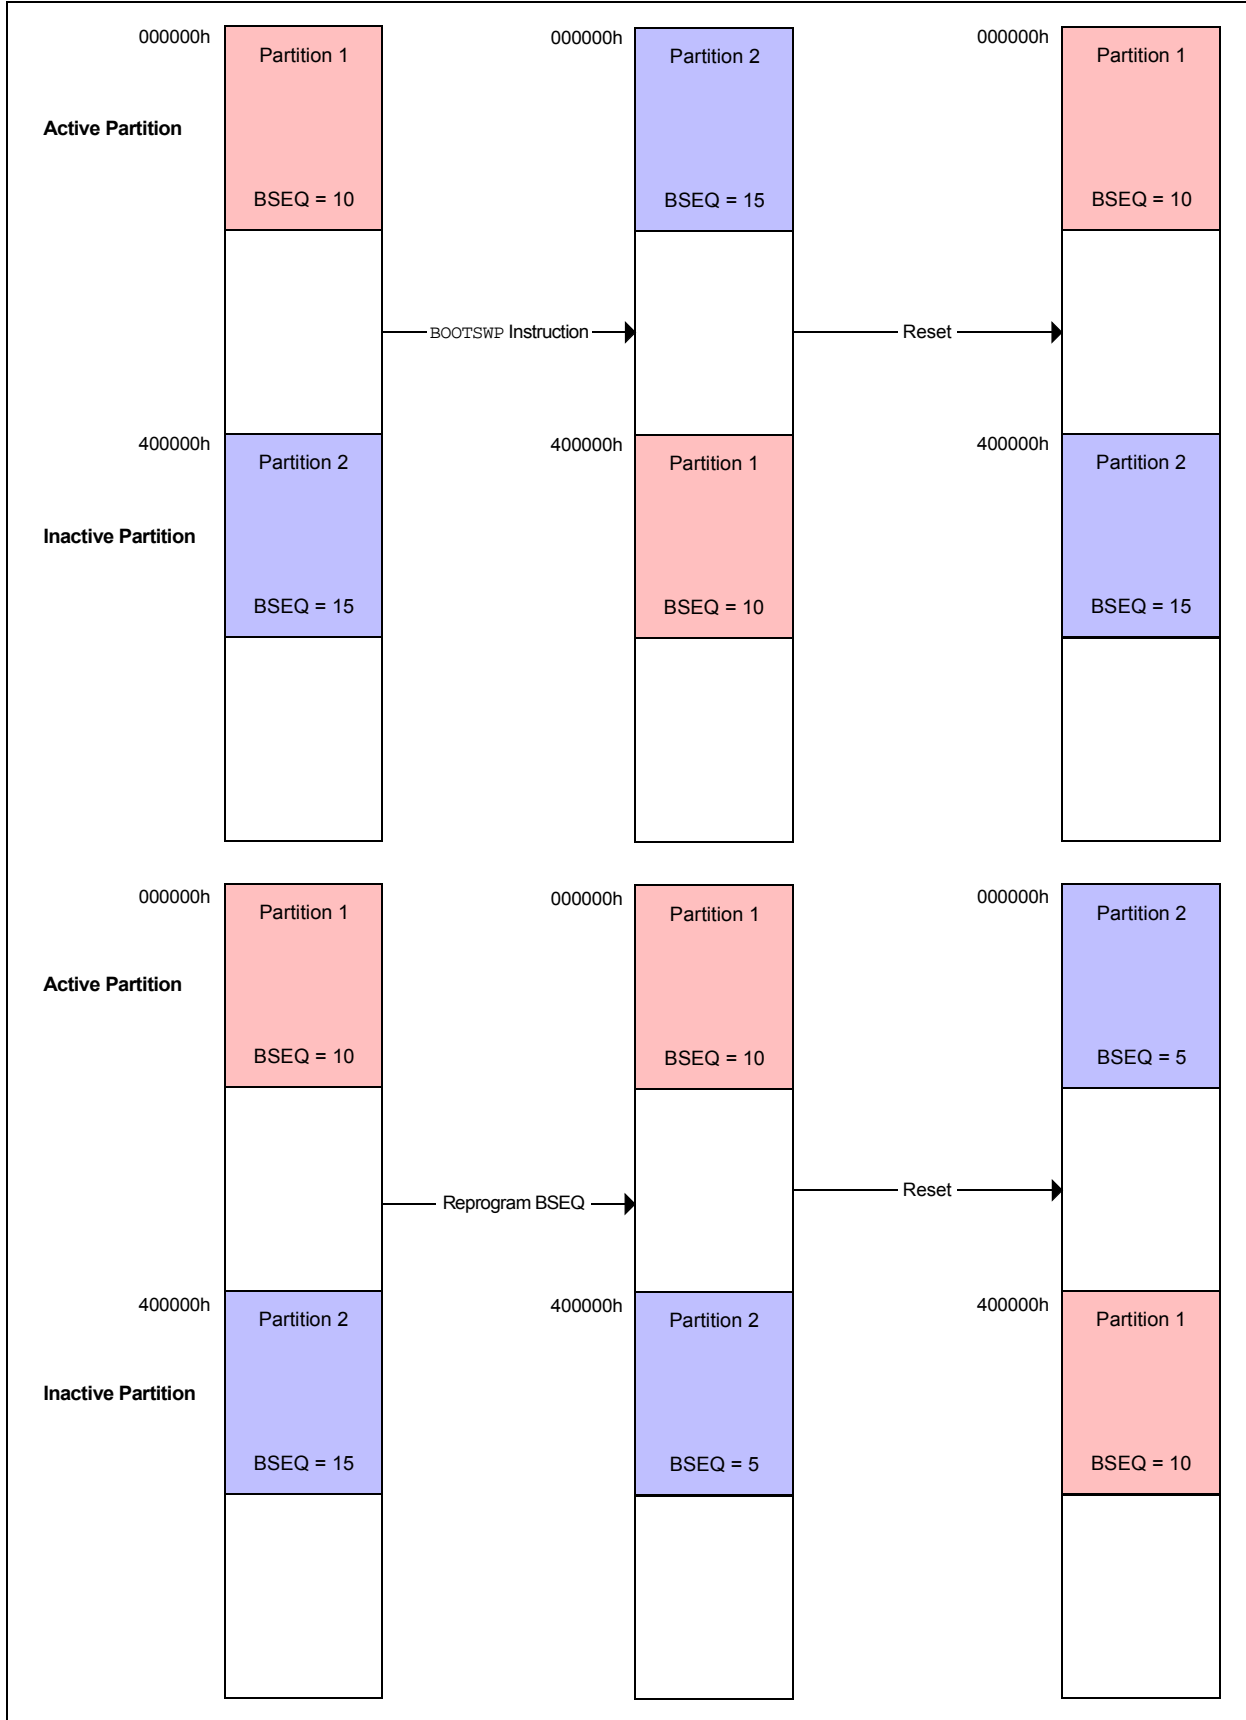 000000h
Partition 1
000000h
Partition 2
000000h
Partition 1
Active Partition
BSEQ = 10
BSEQ = 15
BSEQ = 10
BOOTSWP Instruction
Reset
400000h
Partition 2
400000h
Partition 1
400000h
Partition 2
Inactive Partition
BSEQ = 15
BSEQ = 10
BSEQ = 15
000000h
Partition 1
000000h
Partition 1
000000h
Partition 2
Active Partition
BSEQ = 10
BSEQ = 10
BSEQ = 5
Reprogram BSEQ
Reset
400000h
Partition 2
400000h
Partition 2
400000h
Partition 1
Inactive Partition
BSEQ = 15
BSEQ = 5
BSEQ = 10